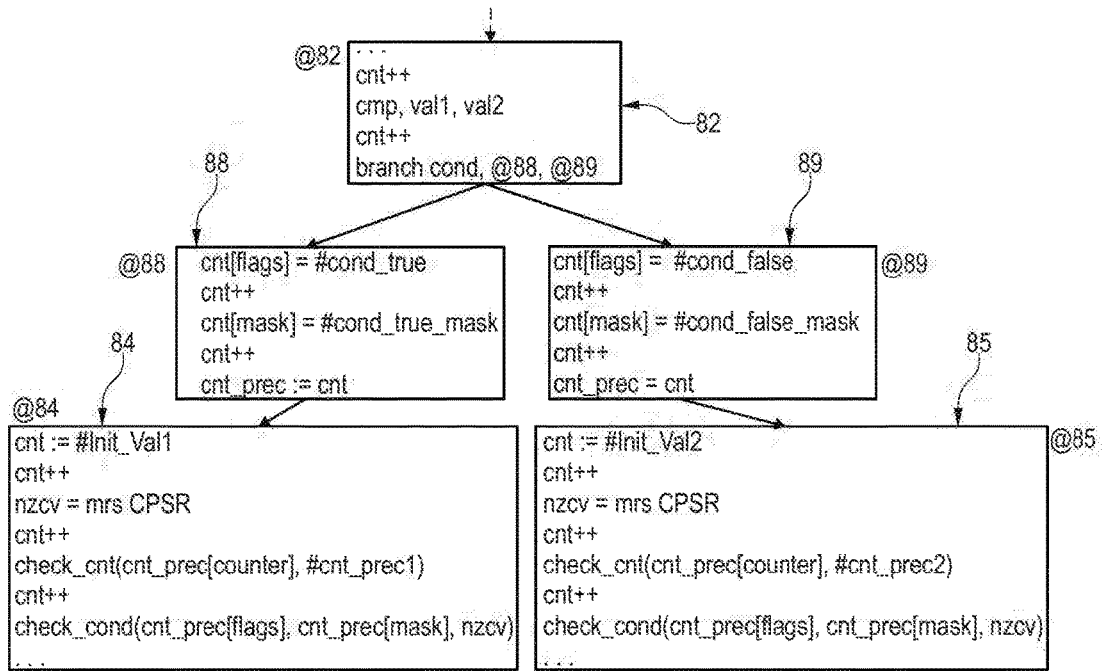 @82
. . .
cnt++
cmp, val1, val2
cnt++
branch cond, @88, @89
82
88
@88
cnt[flags] = #cond_true
cnt++
cnt[mask] = #cond_true_mask
cnt++
cnt_prec := cnt
89
@89
cnt[flags] = #cond_false
cnt++
cnt[mask] = #cond_false_mask
cnt++
cnt_prec = cnt
84
@84
cnt := #Init_Val1
cnt++
nzcv = mrs CPSR
cnt++
check_cnt(cnt_prec[counter], #cnt_prec1)
cnt++
check_cond(cnt_prec[flags], cnt_prec[mask], nzcv)
. . .
85
@85
cnt := #Init_Val2
cnt++
nzcv = mrs CPSR
cnt++
check_cnt(cnt_prec[counter], #cnt_prec2)
cnt++
check_cond(cnt_prec[flags], cnt_prec[mask], nzcv)
. . .